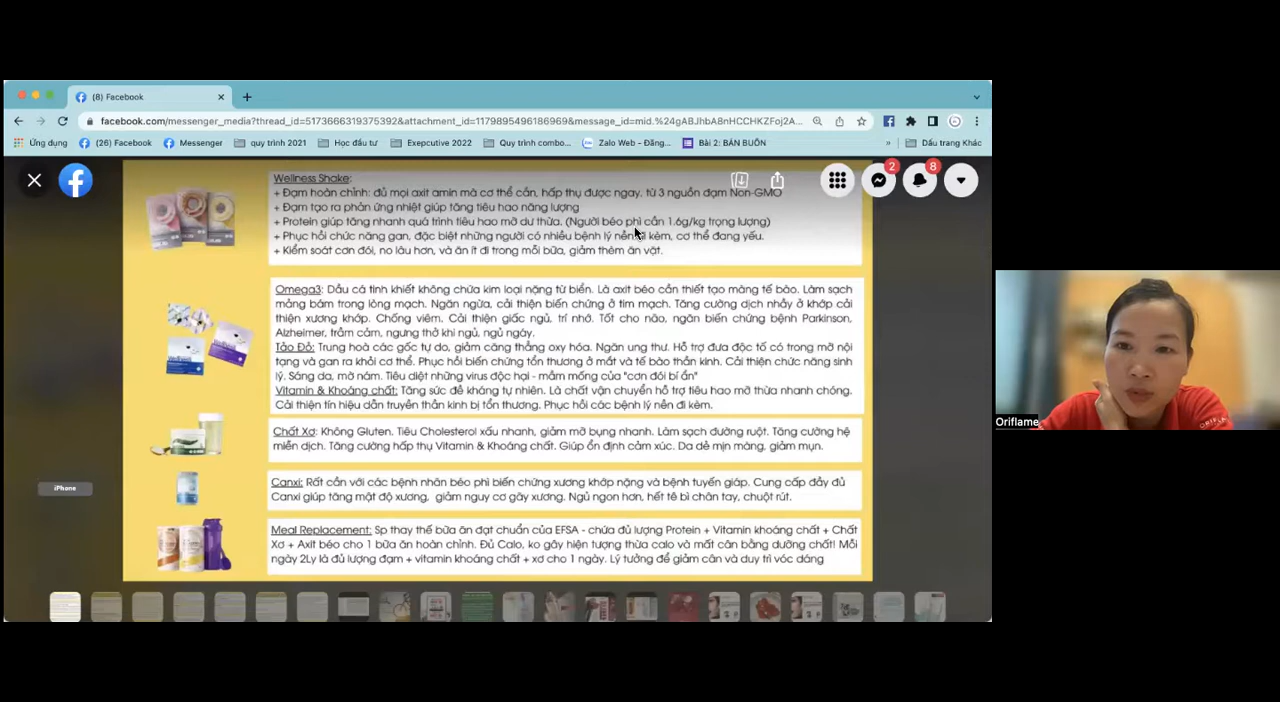 (8) Facebook
facebook.com/messenger_media?thread_id=5173666319375392&attachment_id=1179895496186969&message_id=mid.%24gABJhbA8nHCCHKZFoj2A...
Ứng dụng
(26) Facebook
Messenger
quy trình 2021
Học đầu tư
Exepcutive 2022
Quy trình combo...
Zalo Web - Đăng...
Bài 2: BÁN BUÔN
»
Dấu trang Khác
2
8
Wellness Shake:
+ Đạm hoàn chỉnh: đủ mọi axit amin mà cơ thể cần, hấp thụ được ngay, từ 3 nguồn đạm Non-GMO
+ Đạm tạo ra phản ứng nhiệt giúp tăng tiêu hao năng lượng
+ Protein giúp tăng nhanh quá trình tiêu hao mỡ dư thừa. (Người béo phì cần 1.6g/kg trọng lượng)
+ Phục hồi chức năng gan, đặc biệt những người có nhiều bệnh lý nền đi kèm, cơ thể đang yếu.
+ Kiểm soát cơn đói, no lâu hơn, và ăn ít đi trong mỗi bữa, giảm thèm ăn vặt.
Omega3: Dầu cá tinh khiết không chứa kim loại nặng từ biển. Là axit béo cần thiết tạo màng tế bào. Làm sạch
mảng bám trong lòng mạch. Ngăn ngừa, cải thiện biến chứng ở tim mạch. Tăng cường dịch nhầy ở khớp cải
thiện xương khớp. Chống viêm. Cải thiện giấc ngủ, trí nhớ. Tốt cho não, ngăn biến chứng bệnh Parkinson,
Alzheimer, trầm cảm, ngưng thở khi ngủ, ngủ ngáy.
Tảo Đỏ: Trung hoà các gốc tự do, giảm căng thẳng oxy hóa. Ngăn ung thư. Hỗ trợ đưa độc tố có trong mỡ nội
tạng và gan ra khỏi cơ thể. Phục hồi biến chứng tổn thương ở mắt và tế bào thần kinh. Cải thiện chức năng sinh
lý. Sáng da, mờ nám. Tiêu diệt những virus độc hại - mầm mống của "cơn đói bí ẩn"
Vitamin & Khoáng chất: Tăng sức đề kháng tự nhiên. Là chất vận chuyển hỗ trợ tiêu hao mỡ thừa nhanh chóng.
Cải thiện tín hiệu dẫn truyền thần kinh bị tổn thương. Phục hồi các bệnh lý nền đi kèm.
Chất Xơ: Không Gluten. Tiêu Cholesterol xấu nhanh, giảm mỡ bụng nhanh. Làm sạch đường ruột. Tăng cường hệ
miễn dịch. Tăng cường hấp thụ Vitamin & Khoáng chất. Giúp ổn định cảm xúc. Da dẻ mịn màng, giảm mụn.
Canxi: Rất cần với các bệnh nhân béo phì biến chứng xương khớp nặng và bệnh tuyến giáp. Cung cấp đầy đủ
Canxi giúp tăng mật độ xương, giảm nguy cơ gãy xương. Ngủ ngon hơn, hết tê bì chân tay, chuột rút.
Meal Replacement: Sp thay thế bữa ăn đạt chuẩn của EFSA - chứa đủ lượng Protein + Vitamin khoáng chất + Chất
Xơ + Axit béo cho 1 bữa ăn hoàn chỉnh. Đủ Calo, ko gây hiện tượng thừa calo và mất cân bằng dưỡng chất! Mỗi
ngày 2Ly là đủ lượng đạm + vitamin khoáng chất + xơ cho 1 ngày. Lý tưởng để giảm cân và duy trì vóc dáng
iPhone
Oriflame